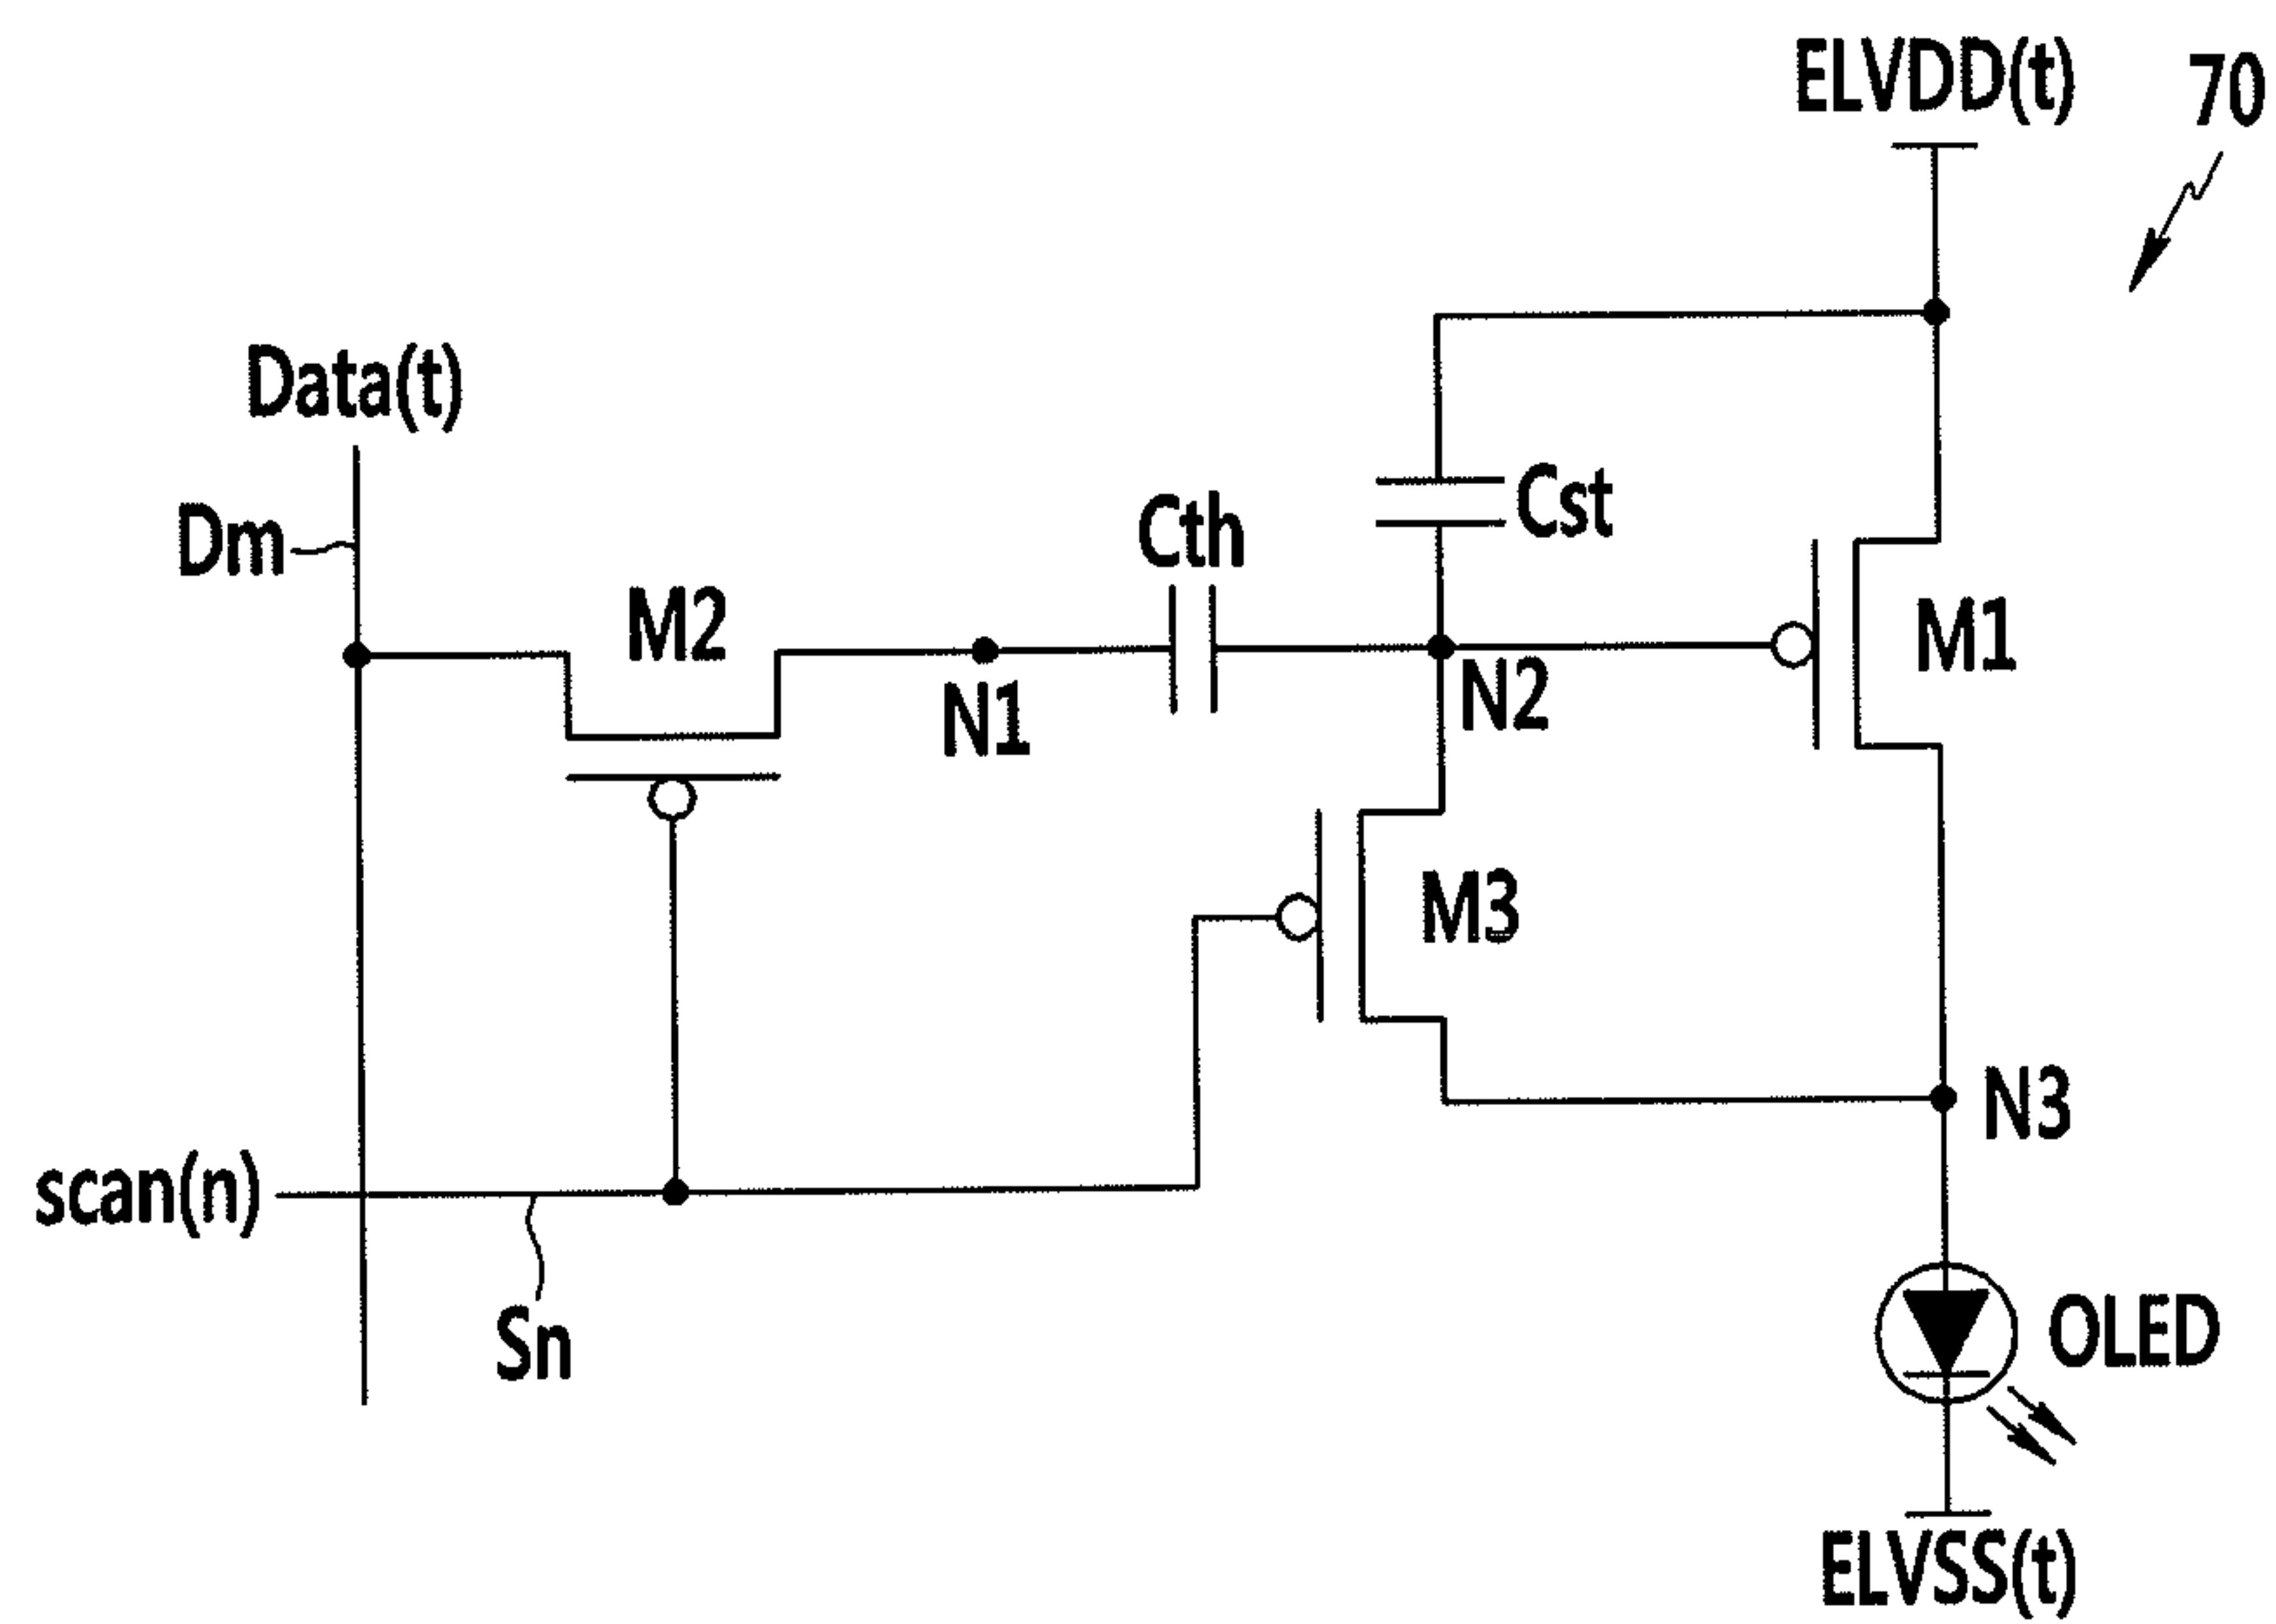 ELVDD(t)
70
Data(t)
Dm
Cst
Cth
M2
M1
N1
N2
M3
N3
scan(n)
Sn
OLED
ELVSS(t)